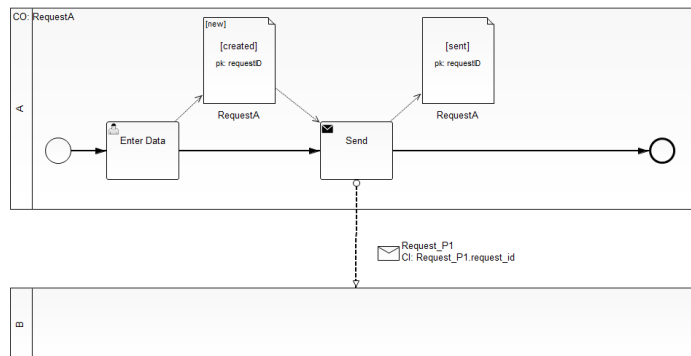 CO: RequestA
[new]
[created]
pk: requestID
RequestA
[sent]
pk: requestID
RequestA
A
Enter Data
Send
Request_P1
CI: Request_P1.request_id
B